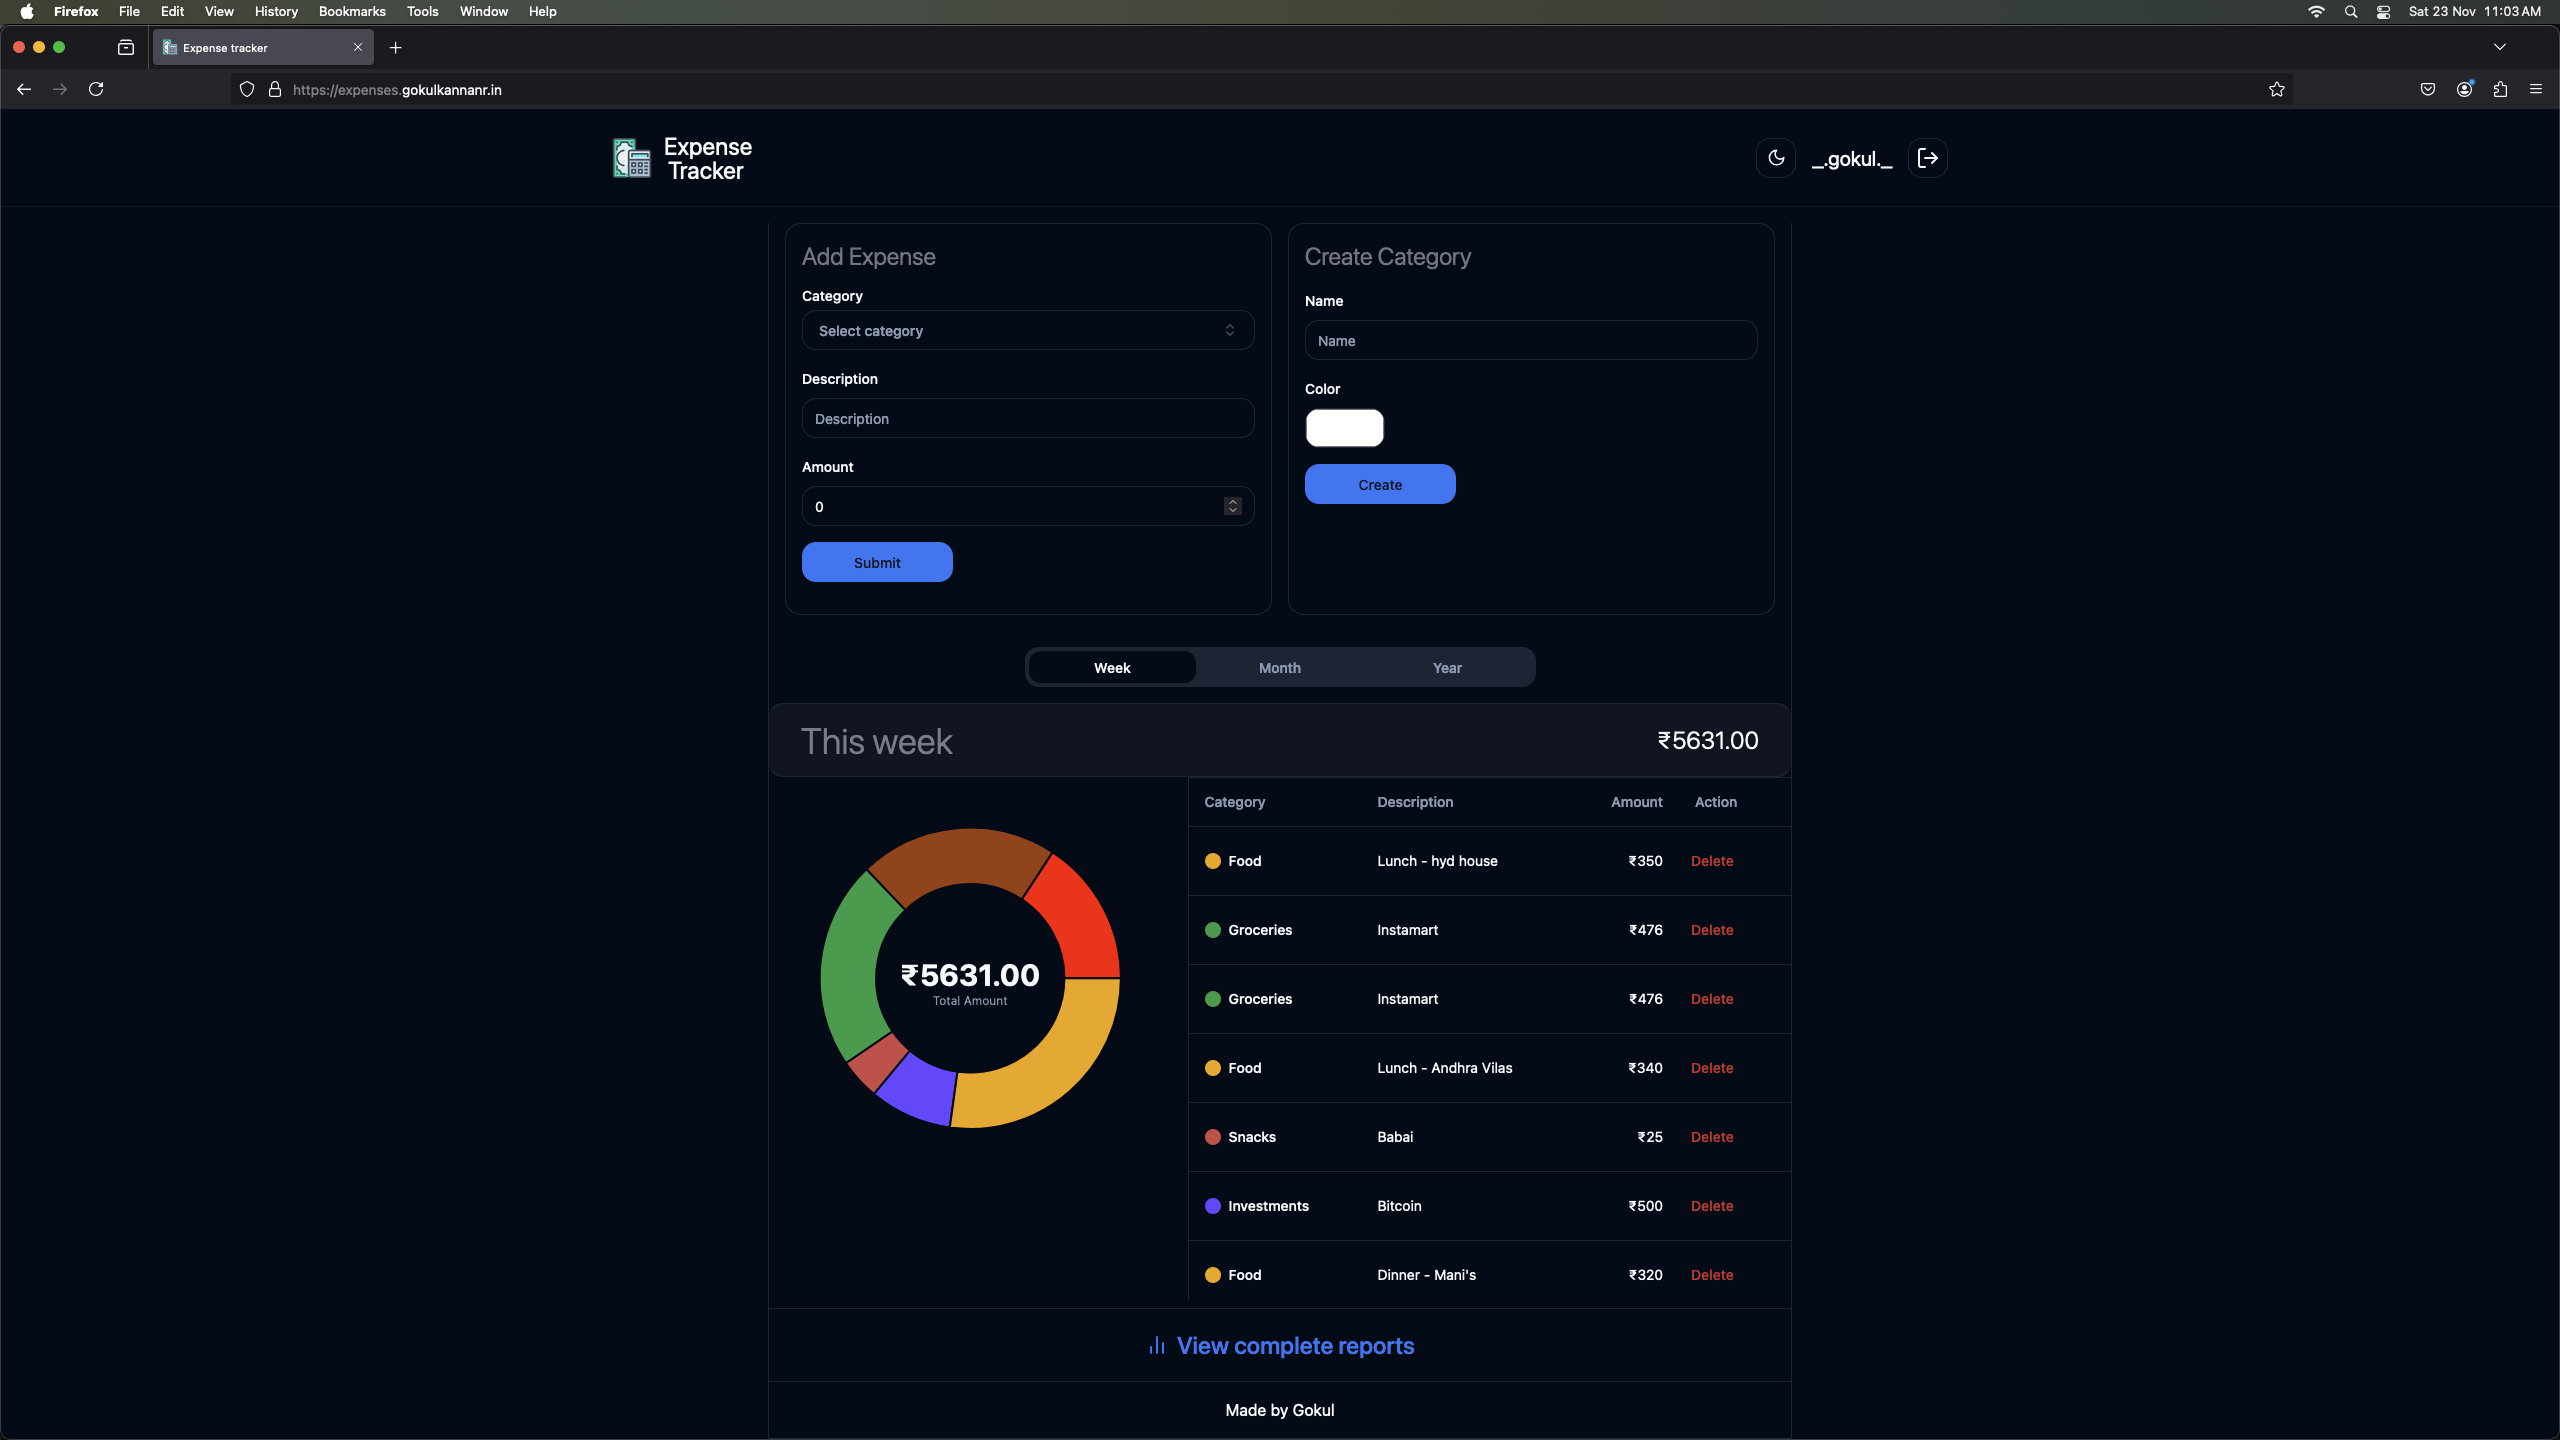 Firefox File Edit View History Bookmarks Tools Window Help Sat 23 Nov 11:03 AM
Expense tracker
https://expenses.gokulkannanr.in
Expense
Tracker
_.gokul._
Add Expense
Category
Select category
Description
Description
Amount
0
Submit
Create Category
Name
Name
Color
Create
Week Month Year
This week ₹5631.00
₹5631.00
Total Amount
Category Description Amount Action
Food Lunch - hyd house ₹350 Delete
Groceries Instamart ₹476 Delete
Groceries Instamart ₹476 Delete
Food Lunch - Andhra Vilas ₹340 Delete
Snacks Babai ₹25 Delete
Investments Bitcoin ₹500 Delete
Food Dinner - Mani's ₹320 Delete
View complete reports
Made by Gokul